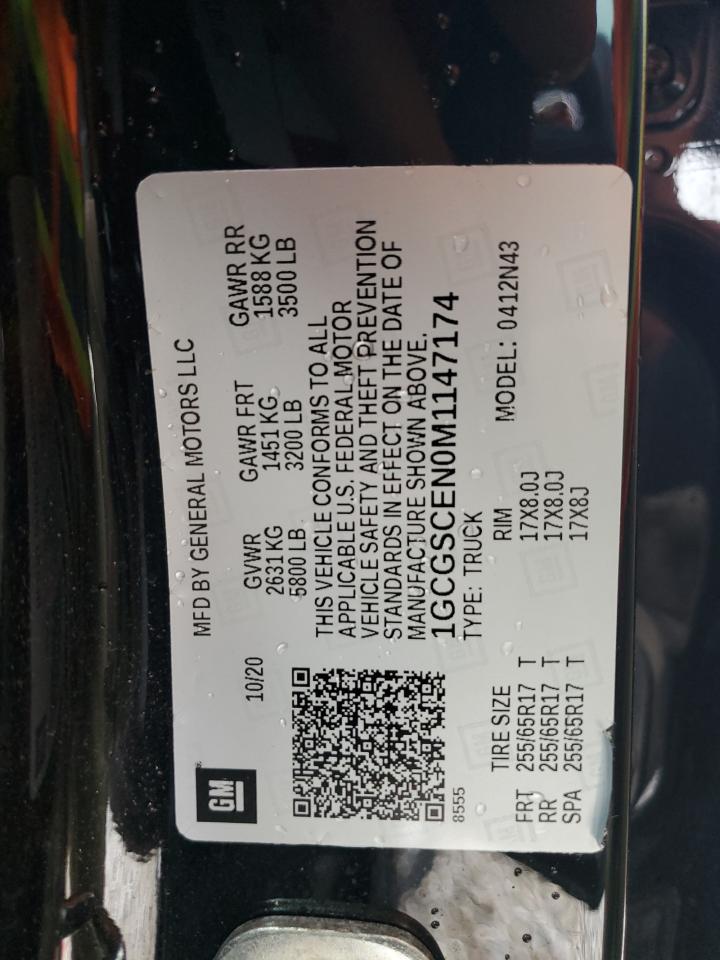 GM
MFD BY GENERAL MOTORS LLC
10/20
GVWR GAWR FRT GAWR RR
2631 KG 1451 KG 1588 KG
5800 LB 3200 LB 3500 LB
THIS VEHICLE CONFORMS TO ALL
APPLICABLE U.S. FEDERAL MOTOR
VEHICLE SAFETY AND THEFT PREVENTION
STANDARDS IN EFFECT ON THE DATE OF
MANUFACTURE SHOWN ABOVE.
1GCGSCEN0M1147174
8555
TYPE: TRUCK MODEL: 0412N43
TIRE SIZE RIM
FRT 255/65R17 T 17X8.0J
RR 255/65R17 T 17X8.0J
SPA 255/65R17 T 17X8J